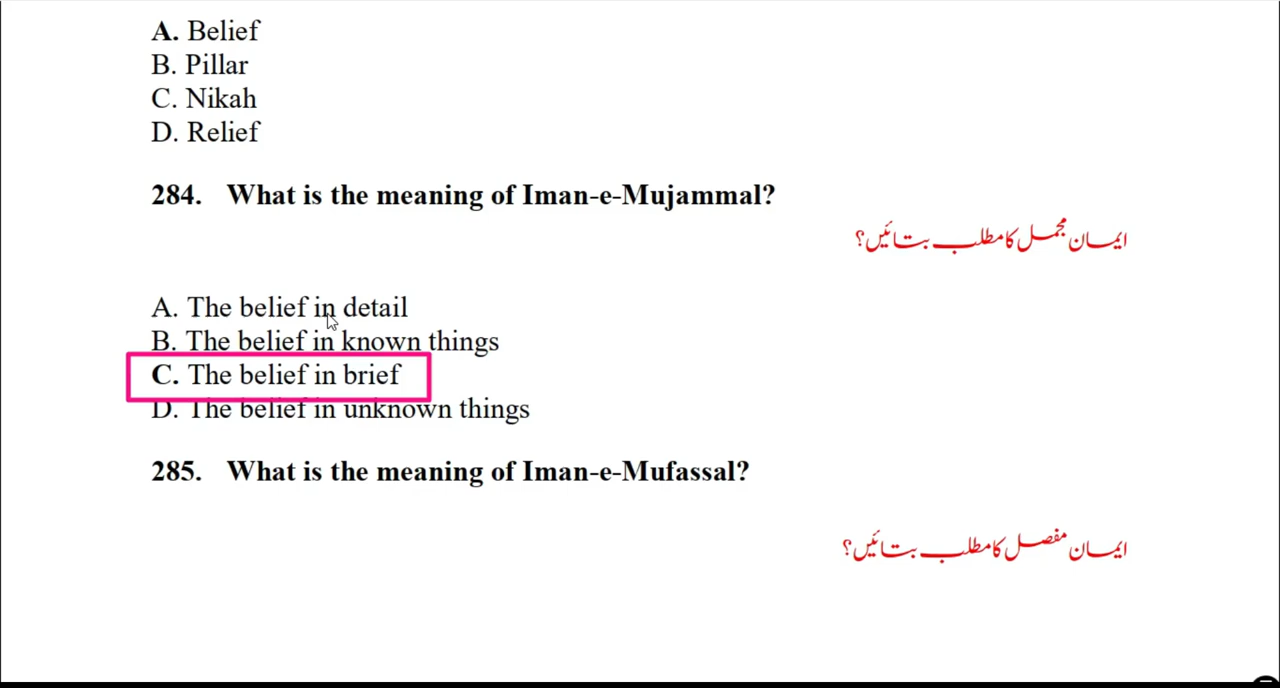 A. Belief
B. Pillar
C. Nikah
D. Relief
284. What is the meaning of Iman-e-Mujammal?
ایمان مجمل کا مطلب بتائیں؟
A. The belief in detail
B. The belief in known things
C. The belief in brief
D. The belief in unknown things
285. What is the meaning of Iman-e-Mufassal?
ایمان مفصل کا مطلب بتائیں؟